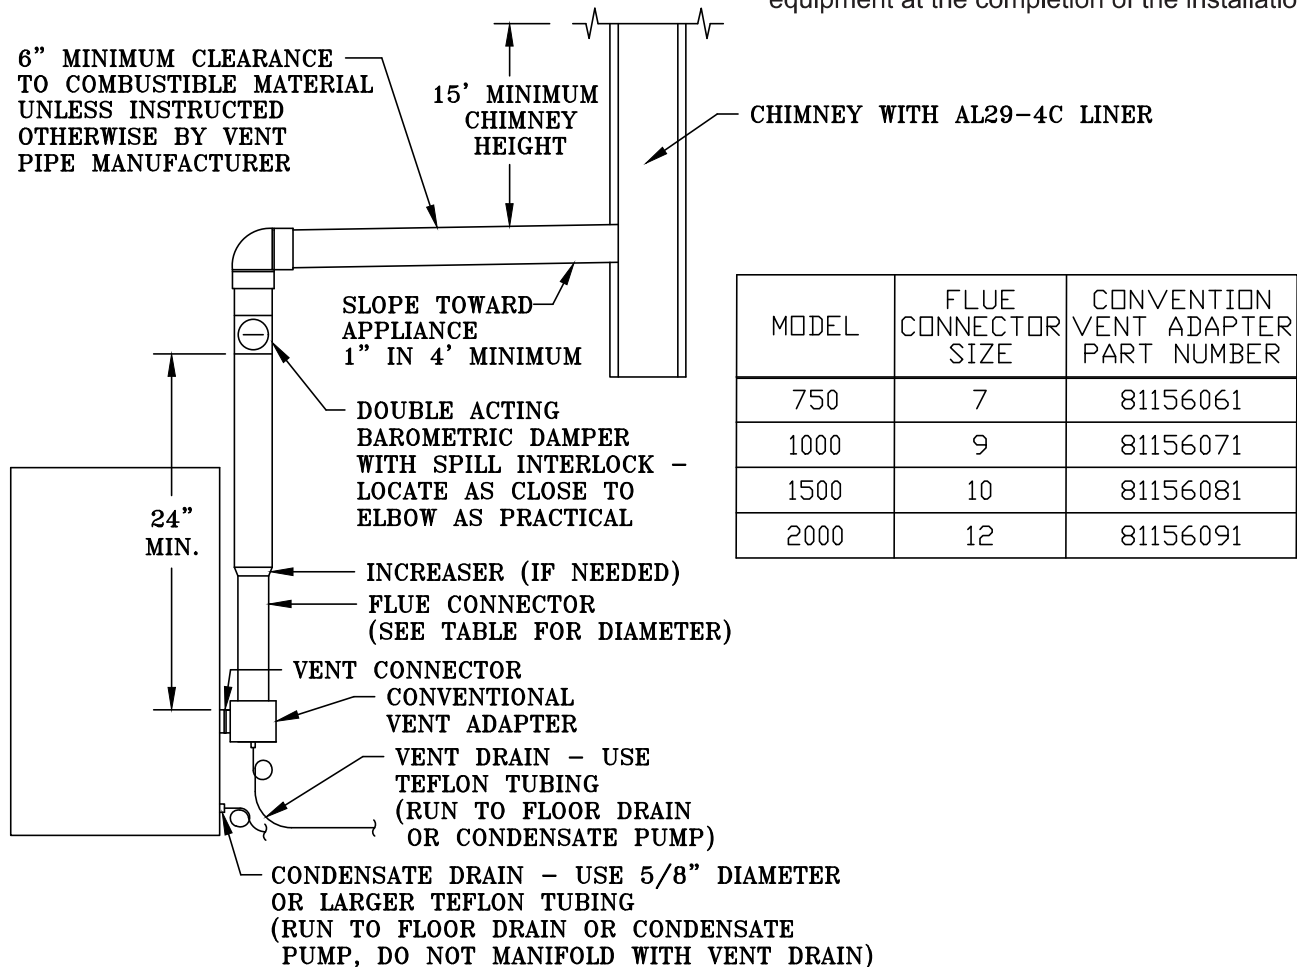 equipment at the completion of the installatio
6” MINIMUM CLEARANCE
TO COMBUSTIBLE MATERIAL
UNLESS INSTRUCTED
OTHERWISE BY VENT
PIPE MANUFACTURER
15’ MINIMUM
CHIMNEY
HEIGHT
CHIMNEY WITH AL29-4C LINER
SLOPE TOWARD
APPLIANCE
1” IN 4’ MINIMUM
DOUBLE ACTING
BAROMETRIC DAMPER
WITH SPILL INTERLOCK -
LOCATE AS CLOSE TO
ELBOW AS PRACTICAL
24”
MIN.
INCREASER (IF NEEDED)
FLUE CONNECTOR
(SEE TABLE FOR DIAMETER)
VENT CONNECTOR
CONVENTIONAL
VENT ADAPTER
VENT DRAIN - USE
TEFLON TUBING
(RUN TO FLOOR DRAIN
OR CONDENSATE PUMP)
CONDENSATE DRAIN - USE 5/8” DIAMETER
OR LARGER TEFLON TUBING
(RUN TO FLOOR DRAIN OR CONDENSATE
PUMP, DO NOT MANIFOLD WITH VENT DRAIN)
MODEL
FLUE
CONNECTOR
SIZE
CONVENTION
VENT ADAPTER
PART NUMBER
750 7 81156061
1000 9 81156071
1500 10 81156081
2000 12 81156091